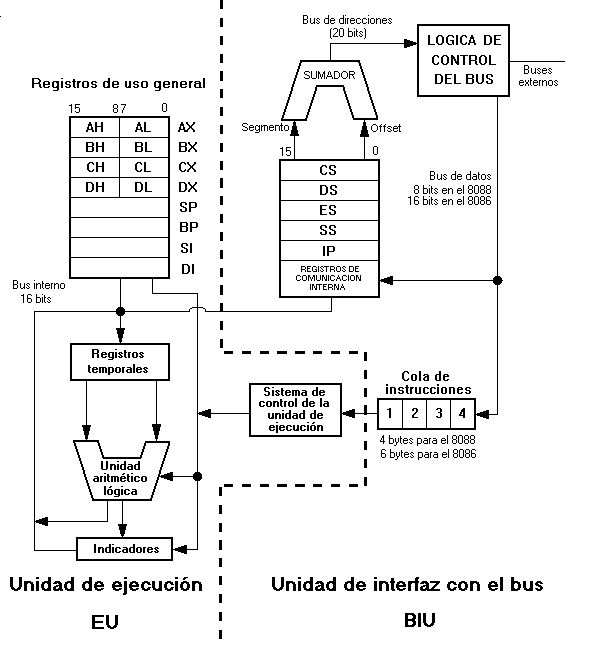 Bus de direcciones
(20 bits)
LOGICA DE
CONTROL
DEL BUS
Buses
externos
SUMADOR
Registros de uso general
15 87 0
AH AL AX
BH BL BX
CH CL CX
DH DL DX
SP
BP
SI
DI
Segmento Offset
15 0
CS
DS
ES
SS
IP
REGISTROS DE
COMUNICACION
INTERNA
Bus de datos
8 bits en el 8088
16 bits en el 8086
Bus interno
16 bits
Registros
temporales
Sistema de
control de la
unidad de
ejecución
Cola de
instrucciones
1 2 3 4
4 bytes para el 8088
6 bytes para el 8086
Unidad
aritmético
lógica
Indicadores
Unidad de ejecución
EU
Unidad de interfaz con el bus
BIU